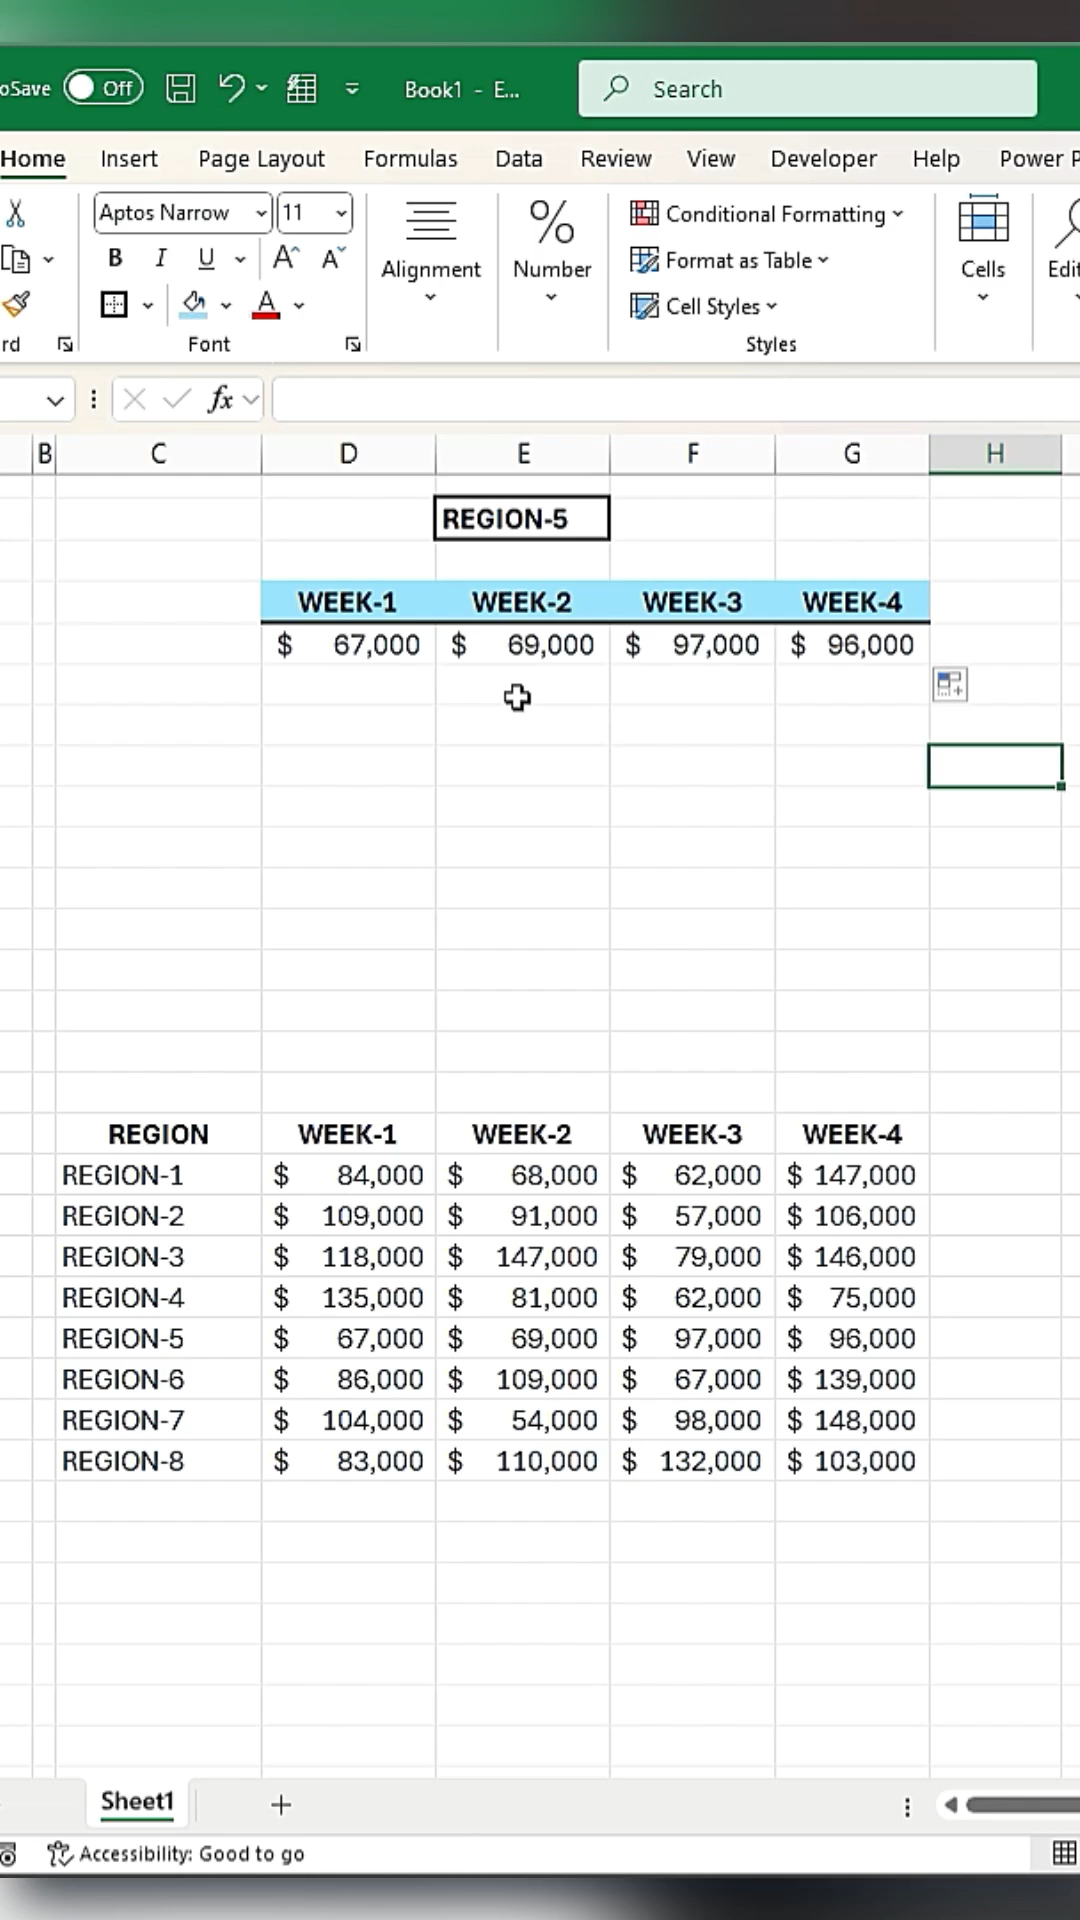 oSave Off Book1 - E... Search
Home Insert Page Layout Formulas Data Review View Developer Help Power P
Aptos Narrow 11 Conditional Formatting
B I U A^ A˅ Alignment Number Format as Table Cells Edit
A Cell Styles
rd Font Styles
fx
B C D E F G H
REGION-5
WEEK-1 WEEK-2 WEEK-3 WEEK-4
$ 67,000 $ 69,000 $ 97,000 $ 96,000
REGION WEEK-1 WEEK-2 WEEK-3 WEEK-4
REGION-1 $ 84,000 $ 68,000 $ 62,000 $ 147,000
REGION-2 $ 109,000 $ 91,000 $ 57,000 $ 106,000
REGION-3 $ 118,000 $ 147,000 $ 79,000 $ 146,000
REGION-4 $ 135,000 $ 81,000 $ 62,000 $ 75,000
REGION-5 $ 67,000 $ 69,000 $ 97,000 $ 96,000
REGION-6 $ 86,000 $ 109,000 $ 67,000 $ 139,000
REGION-7 $ 104,000 $ 54,000 $ 98,000 $ 148,000
REGION-8 $ 83,000 $ 110,000 $ 132,000 $ 103,000
Sheet1 +
Accessibility: Good to go